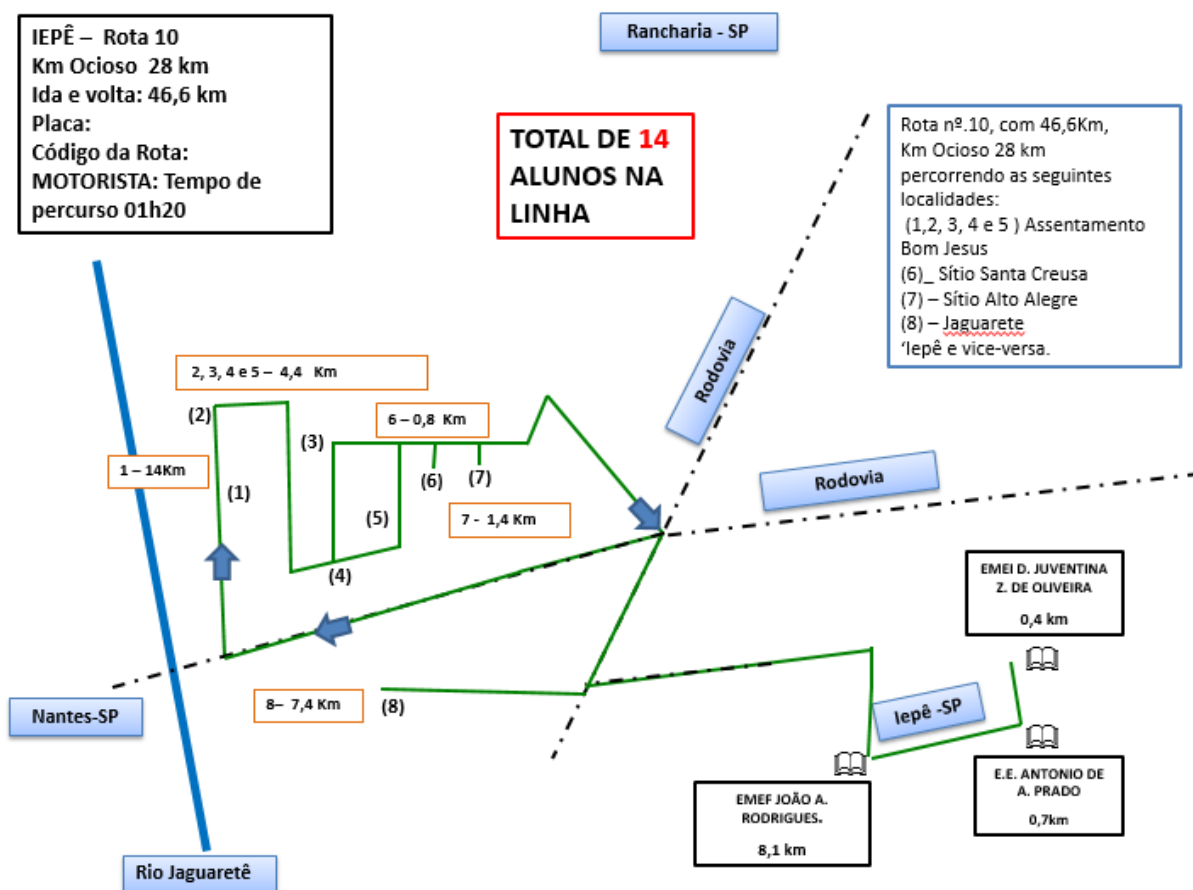 IEPÊ – Rota 10
Km Ocioso 28 km
Ida e volta: 46,6 km
Placa:
Código da Rota:
MOTORISTA: Tempo de
percurso 01h20
Rancharia - SP
TOTAL DE 14
ALUNOS NA
LINHA
Rota nº.10, com 46,6Km,
Km Ocioso 28 km
percorrendo as seguintes
localidades:
(1,2, 3, 4 e 5 ) Assentamento
Bom Jesus
(6)_ Sítio Santa Creusa
(7) – Sítio Alto Alegre
(8) – Jaguarete
‘Iepê e vice-versa.
Rodovia
2, 3, 4 e 5 – 4,4 Km
(2)
(3)
6 – 0,8 Km
1 – 14Km
(1)
(6)
(7)
Rodovia
(5)
7 - 1,4 Km
(4)
EMEI D. JUVENTINA
Z. DE OLIVEIRA
0,4 km
Nantes-SP
8– 7,4 Km
(8)
Iepê -SP
EMEF JOÃO A.
RODRIGUES.
8,1 km
E.E. ANTONIO DE
A. PRADO
0,7km
Rio Jaguaretê